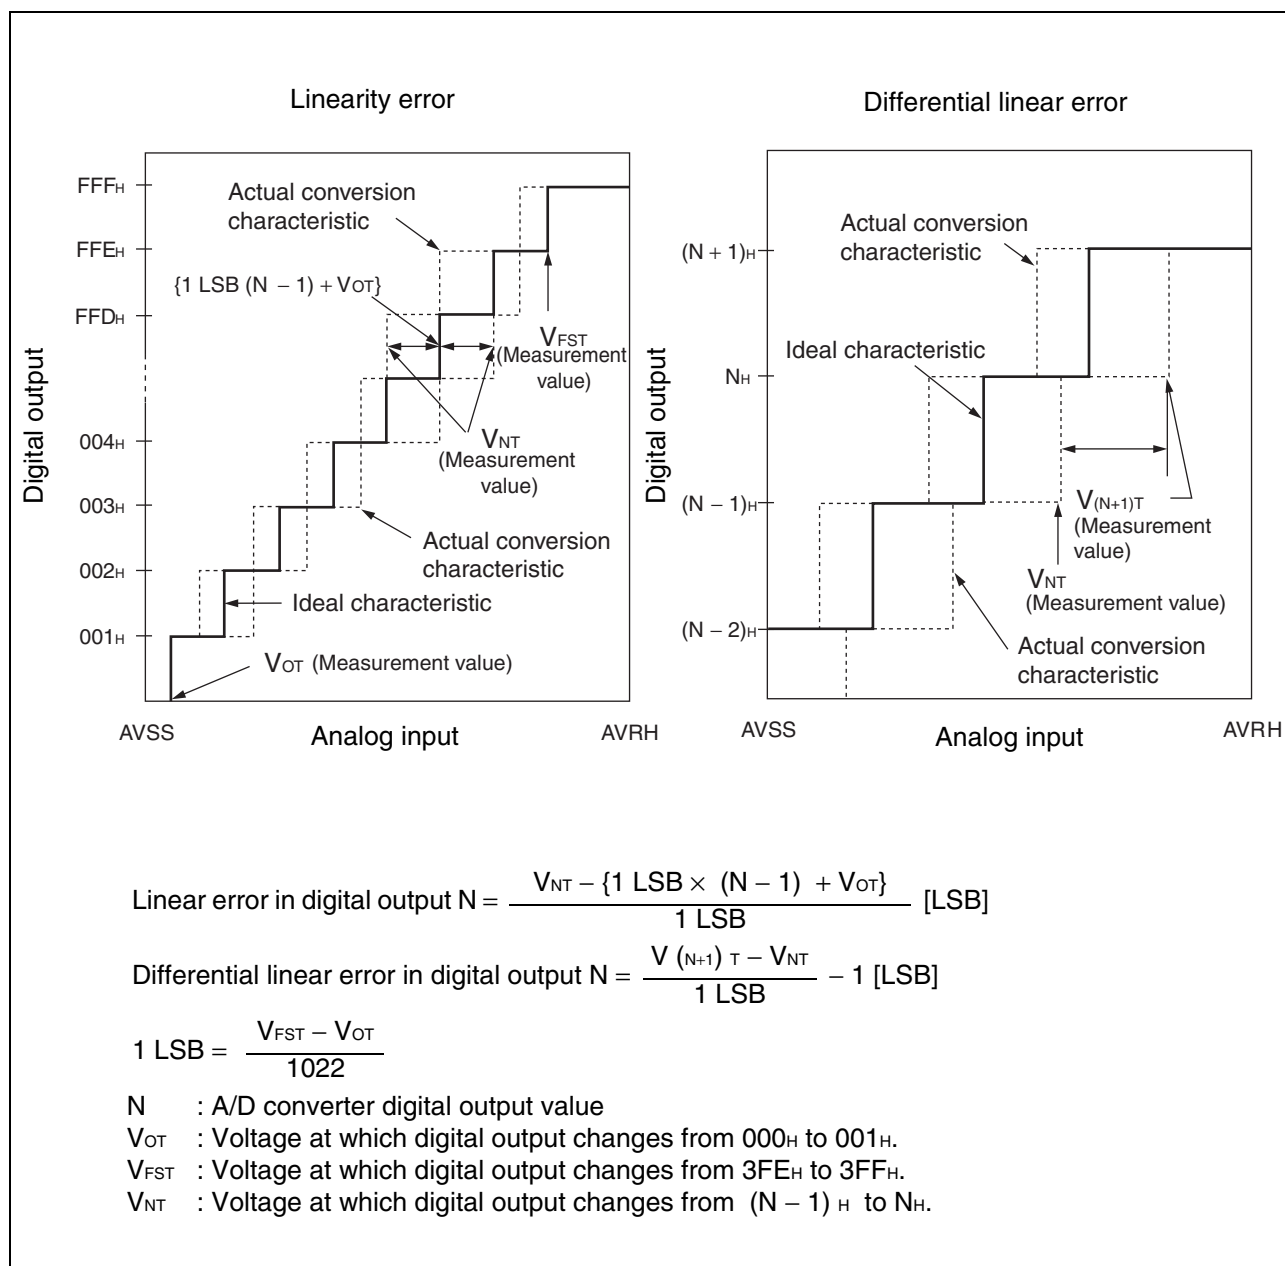 Linearity error
FFFH
FFEH
FFDH
004H
003H
002H
001H
Digital output
Actual conversion
characteristic
{1 LSB (N − 1) + VOT}
VFST
(Measurement
value)
VNT
(Measurement
value)
Actual conversion
characteristic
Ideal characteristic
VOT (Measurement value)
AVSS
Analog input
AVRH
Differential linear error
(N + 1)H
NH
(N − 1)H
(N − 2)H
Digital output
Actual conversion
characteristic
Ideal characteristic
V(N+1)T
(Measurement
value)
VNT
(Measurement value)
Actual conversion
characteristic
AVSS
Analog input
AVRH
Linear error in digital output N = VNT − {1 LSB × (N − 1) + VOT} / 1 LSB [LSB]
Differential linear error in digital output N = V (N+1) T − VNT / 1 LSB − 1 [LSB]
1 LSB = VFST − VOT / 1022
N : A/D converter digital output value
VOT : Voltage at which digital output changes from 000H to 001H.
VFST : Voltage at which digital output changes from 3FEH to 3FFH.
VNT : Voltage at which digital output changes from (N − 1) H to NH.